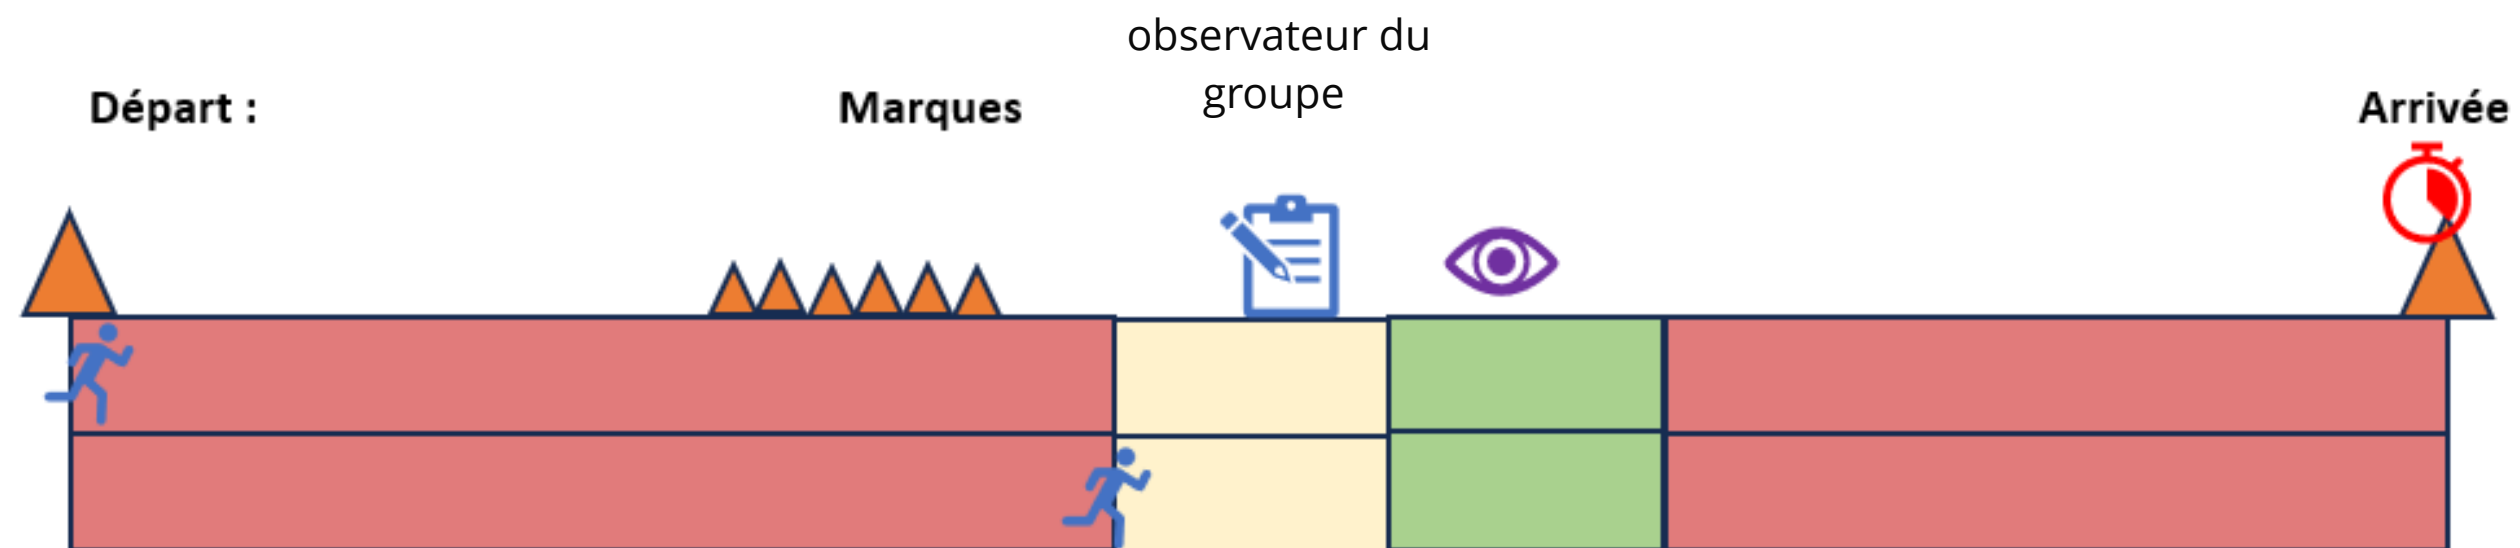 observateur du
groupe
Départ :
Marques
Arrivée